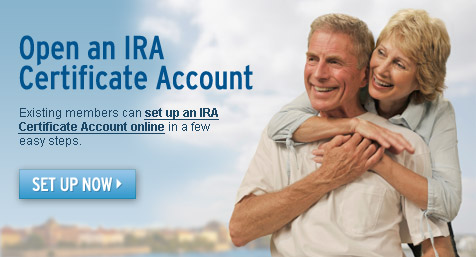 Open an IRA
Certificate Account
Existing members can set up an IRA
Certificate Account online in a few
easy steps.
SET UP NOW